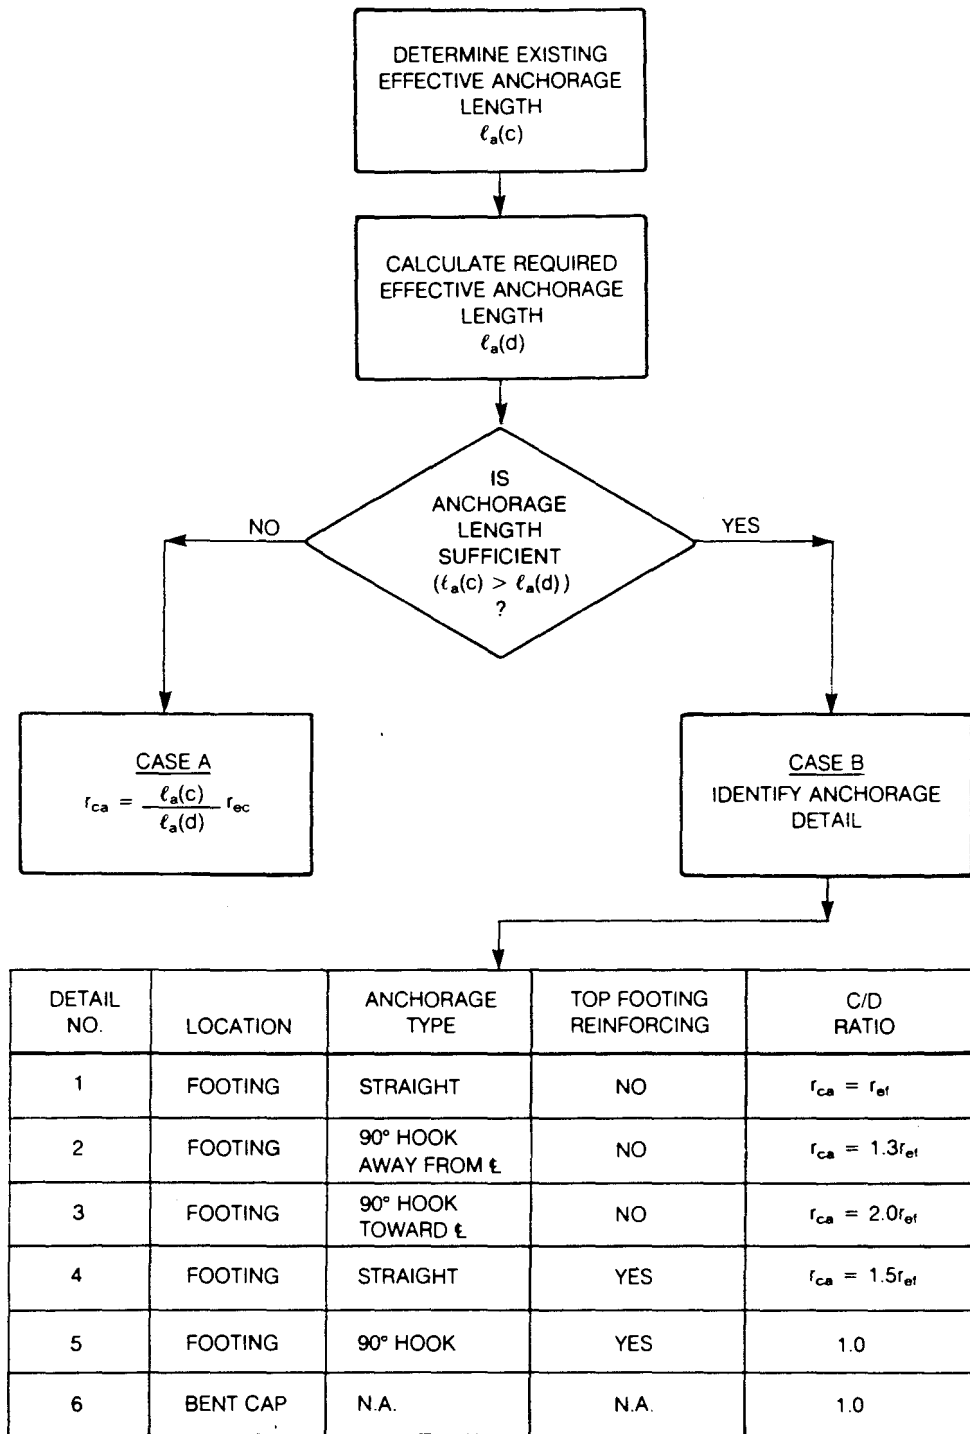 DETERMINE EXISTING
EFFECTIVE ANCHORAGE
LENGTH
ℓa(c)
CALCULATE REQUIRED
EFFECTIVE ANCHORAGE
LENGTH
ℓa(d)
IS
ANCHORAGE
LENGTH
SUFFICIENT
(ℓa(c) > ℓa(d))
?
NO
YES
CASE A
rca = ℓa(c) / ℓa(d) rec
CASE B
IDENTIFY ANCHORAGE
DETAIL
DETAIL NO. LOCATION ANCHORAGE TYPE TOP FOOTING REINFORCING C/D RATIO
1 FOOTING STRAIGHT NO rca = ref
2 FOOTING 90° HOOK AWAY FROM ℄ NO rca = 1.3ref
3 FOOTING 90° HOOK TOWARD ℄ NO rca = 2.0ref
4 FOOTING STRAIGHT YES rca = 1.5ref
5 FOOTING 90° HOOK YES 1.0
6 BENT CAP N.A. N.A. 1.0